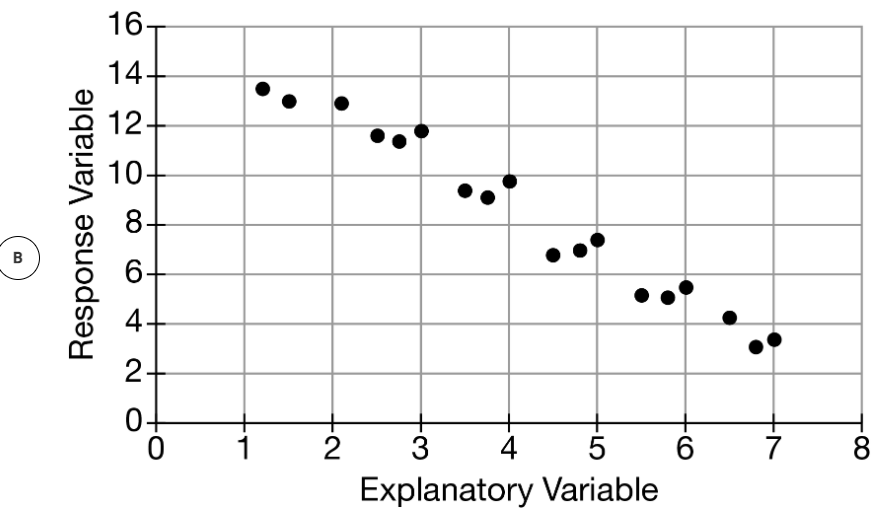 16
14
12
10
8
6
4
2
0
Response Variable
B
0 1 2 3 4 5 6 7 8
Explanatory Variable